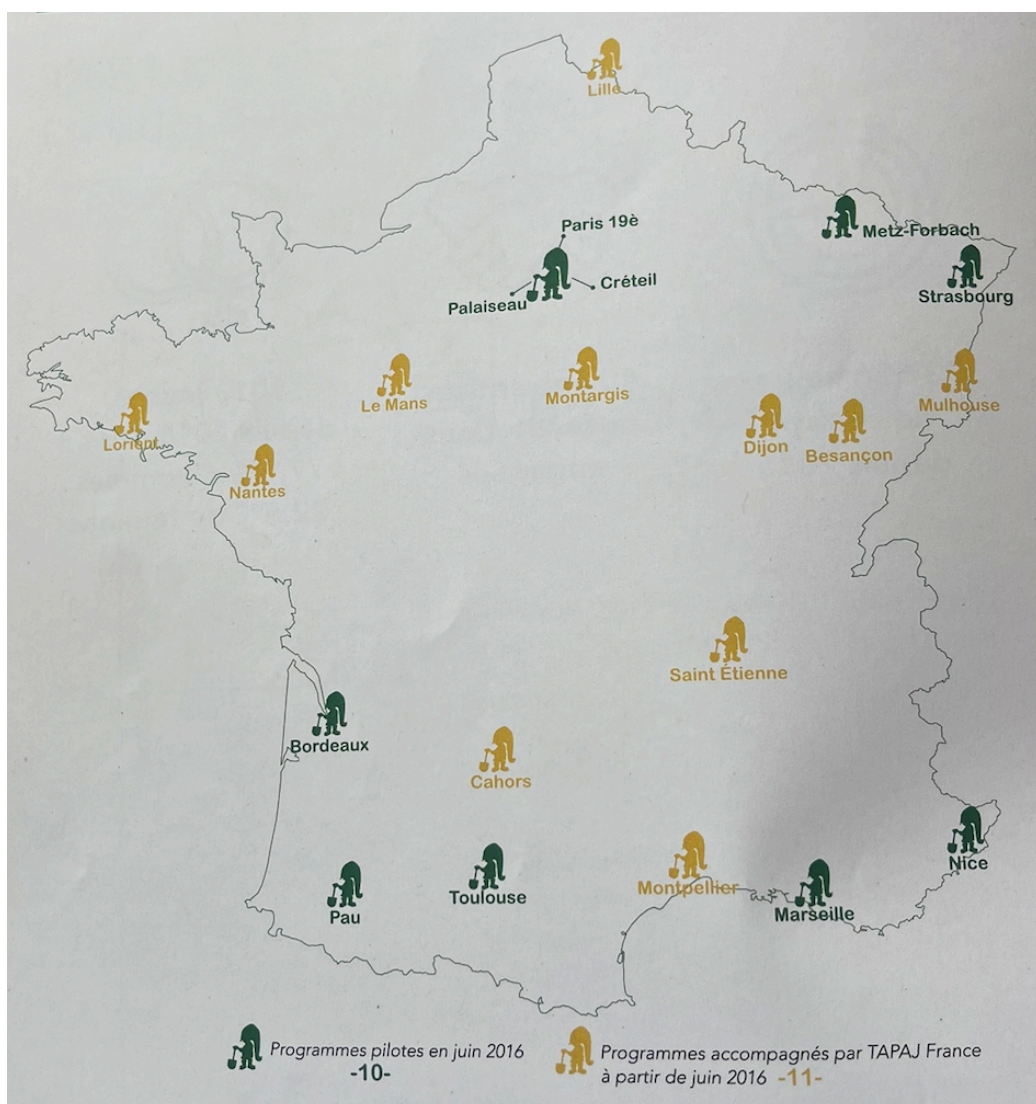 Lille
Paris 19è
Metz-Forbach
Créteil
Palaiseau
Strasbourg
Le Mans
Montargis
Mulhouse
Lorient
Dijon
Besançon
Nantes
Saint Étienne
Bordeaux
Cahors
Nice
Montpellier
Toulouse
Marseille
Pau
Programmes pilotes en juin 2016
-10-
Programmes accompagnés par TAPAJ France
à partir de juin 2016 -11-